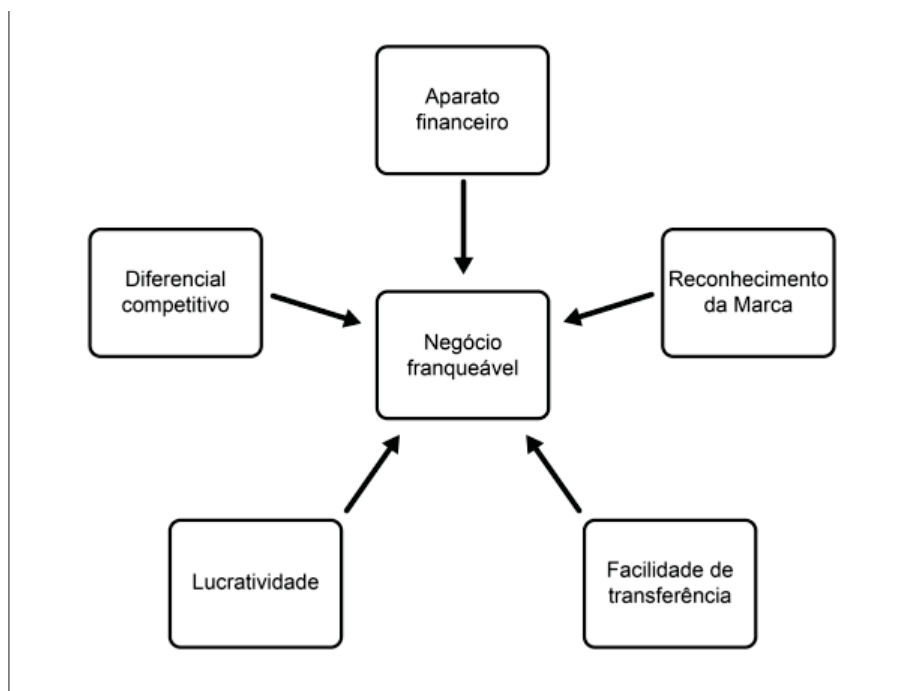 Aparato
financeiro
Diferencial
competitivo
Reconhecimento
da Marca
Negócio
franqueável
Lucratividade
Facilidade de
transferência